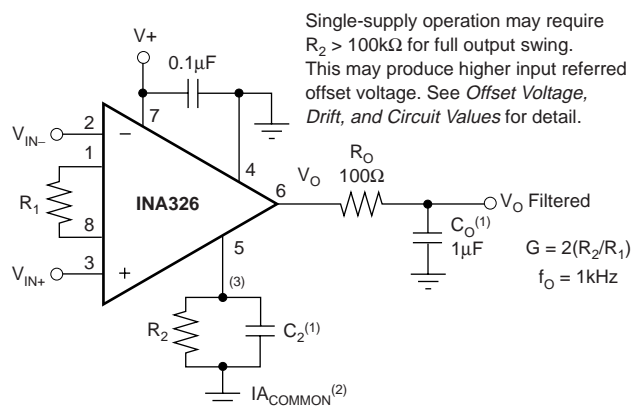 Single-supply operation may require
R2 > 100kΩ for full output swing.
This may produce higher input referred
offset voltage. See Offset Voltage,
Drift, and Circuit Values for detail.
V+
0.1µF
7
VIN–
2
–
1
4
R1
INA326
VO
6
RO
100Ω
VO Filtered
8
5
CO(1)
1µF
G = 2(R2/R1)
fO = 1kHz
VIN+
3
+
(3)
R2
C2(1)
IACOMMON(2)